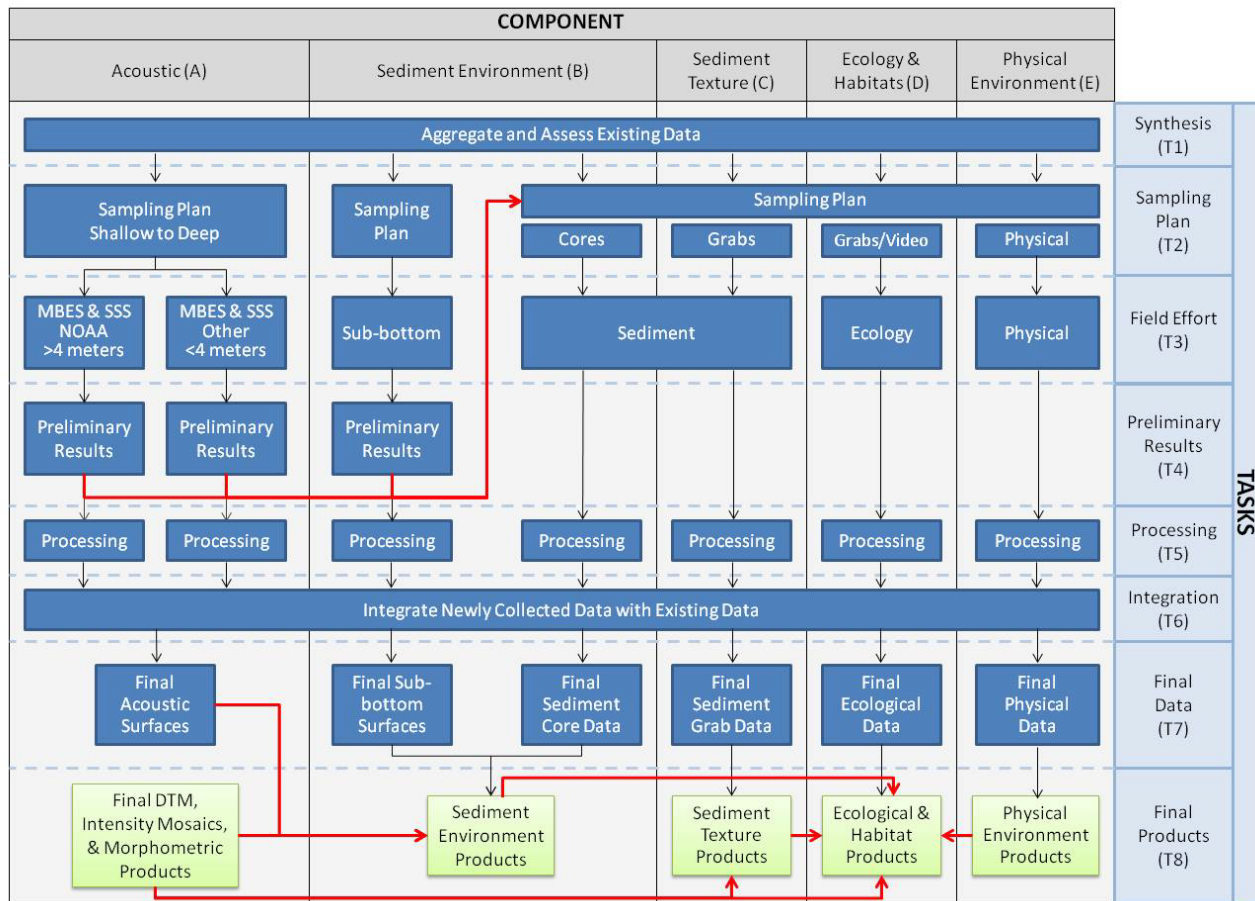 COMPONENT
Acoustic (A)
Sediment Environment (B)
Sediment
Texture (C)
Ecology &
Habitats (D)
Physical
Environment (E)
Aggregate and Assess Existing Data
Synthesis
(T1)
Sampling Plan
Shallow to Deep
Sampling
Plan
Sampling Plan
Cores
Grabs
Grabs/Video
Physical
Sampling
Plan
(T2)
MBES & SSS
NOAA
>4 meters
MBES & SSS
Other
<4 meters
Sub-bottom
Sediment
Ecology
Physical
Field Effort
(T3)
Preliminary
Results
Preliminary
Results
Preliminary
Results
Preliminary
Results
(T4)
TASKS
Processing
Processing
Processing
Processing
Processing
Processing
Processing
Processing
(T5)
Integrate Newly Collected Data with Existing Data
Integration
(T6)
Final
Acoustic
Surfaces
Final Sub-
bottom
Surfaces
Final
Sediment
Core Data
Final
Sediment
Grab Data
Final
Ecological
Data
Final
Physical
Data
Final
Data
(T7)
Final DTM,
Intensity Mosaics,
& Morphometric
Products
Sediment
Environment
Products
Sediment
Texture
Products
Ecological &
Habitat
Products
Physical
Environment
Products
Final
Products
(T8)